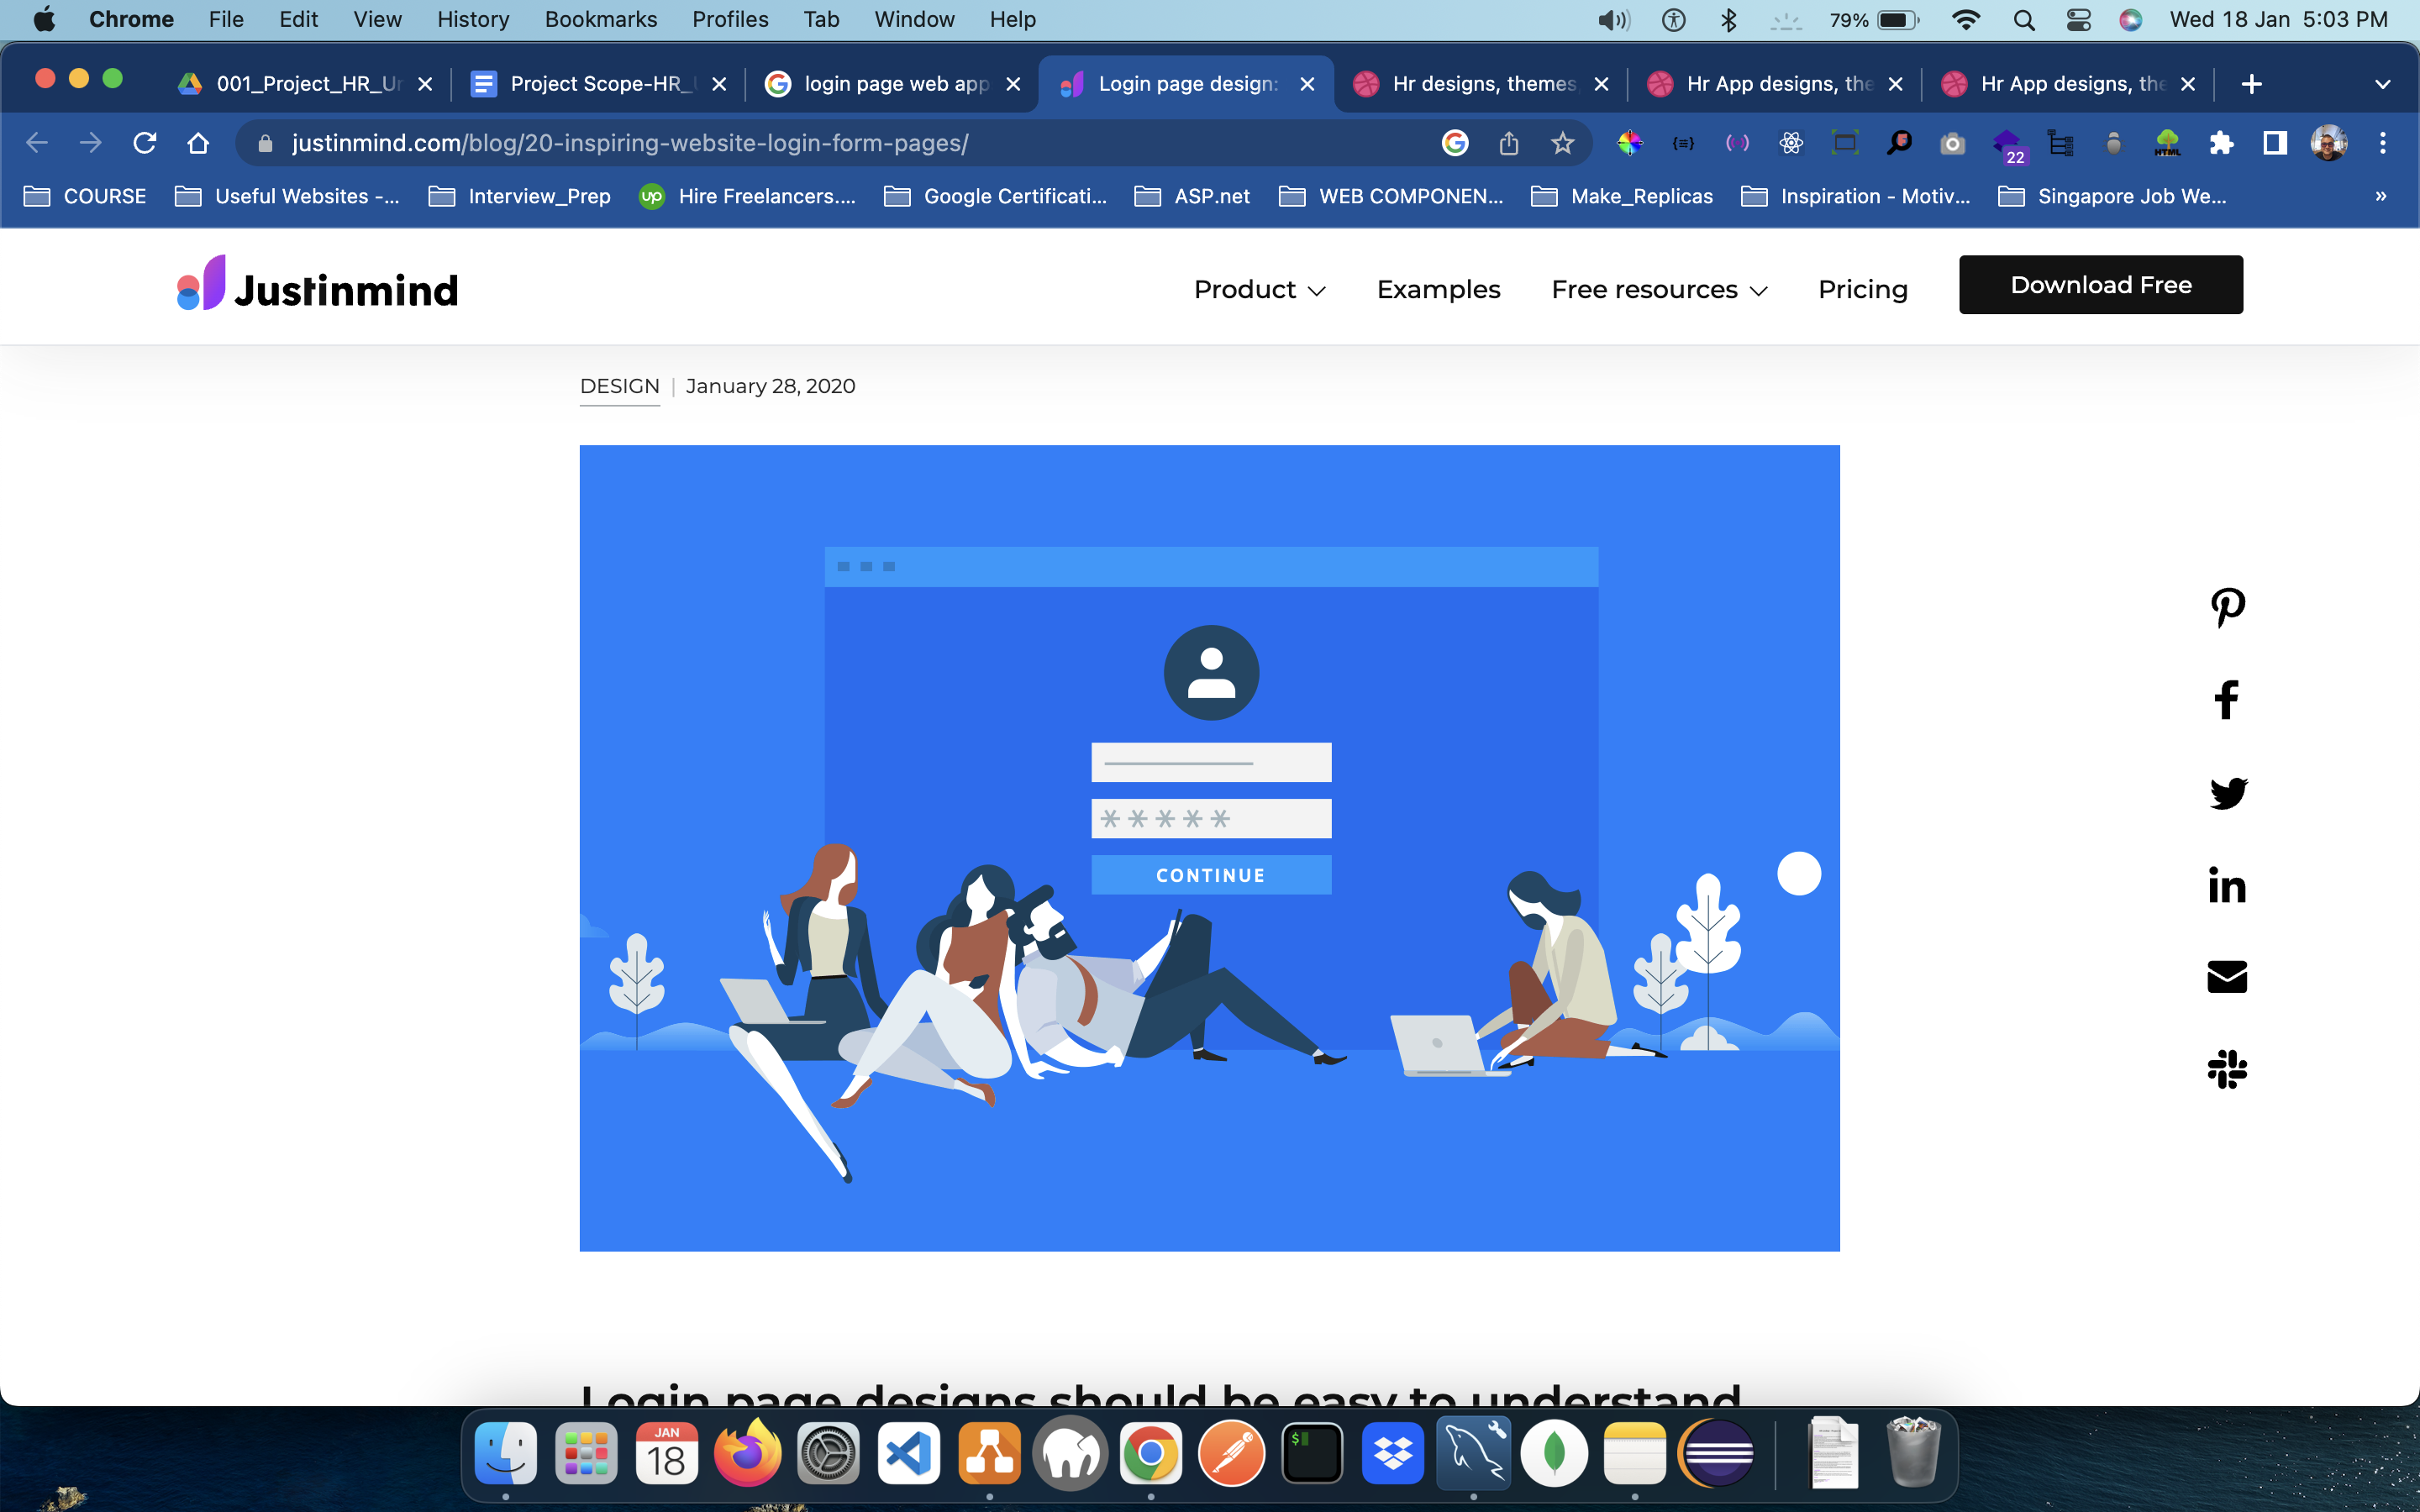 Chrome File Edit View History Bookmarks Profiles Tab Window Help 79% Wed 18 Jan 5:03 PM
001_Project_HR_Ur Project Scope-HR_ login page web app Login page design: Hr designs, themes, Hr App designs, the Hr App designs, the
justinmind.com/blog/20-inspiring-website-login-form-pages/ 22 HTML
COURSE Useful Websites -... Interview_Prep up Hire Freelancers.... Google Certificati... ASP.net WEB COMPONEN... Make_Replicas Inspiration - Motiv... Singapore Job We... »
Justinmind Product Examples Free resources Pricing Download Free
DESIGN | January 28, 2020
*****
CONTINUE
Login page designs should be easy to understand
JAN
18
$